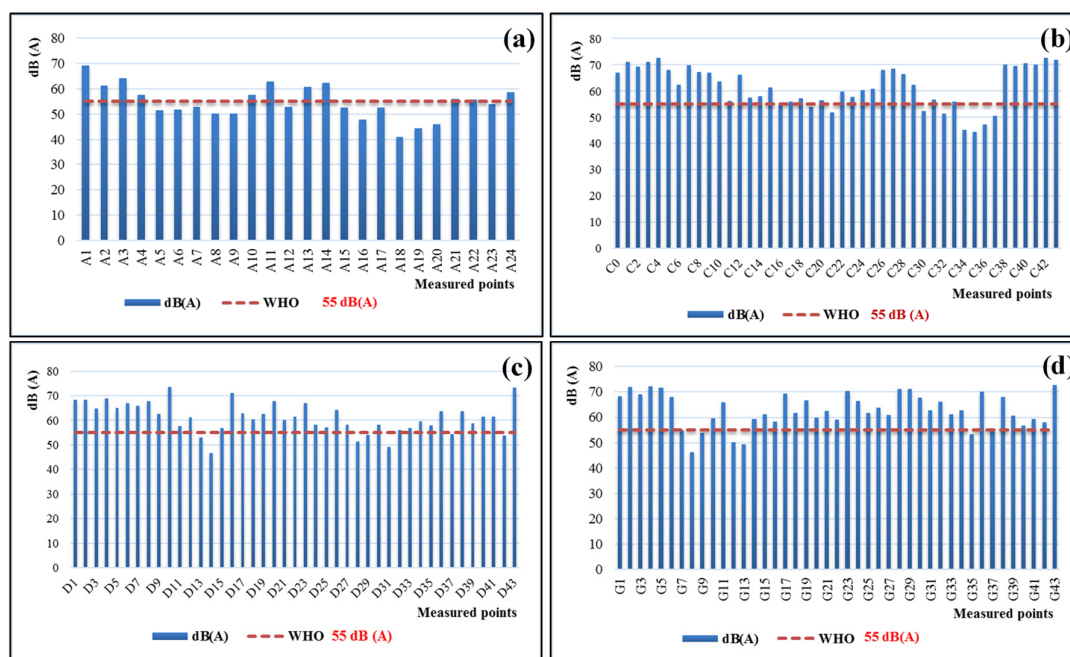 (a)
dB (A)
80
70
60
50
40
30
20
10
0
A1 A2 A3 A4 A5 A6 A7 A8 A9 A10 A11 A12 A13 A14 A15 A16 A17 A18 A19 A20 A21 A22 A23 A24
Measured points
dB(A) WHO 55 dB(A)
(b)
dB (A)
80
70
60
50
40
30
20
10
0
C0 C2 C4 C6 C8 C10 C12 C14 C16 C18 C20 C22 C24 C26 C28 C30 C32 C34 C36 C38 C40 C42
Measured points
dB(A) WHO 55 dB (A)
(c)
dB (A)
80
70
60
50
40
30
20
10
0
D1 D3 D5 D7 D9 D11 D13 D15 D17 D19 D21 D23 D25 D27 D29 D31 D33 D35 D37 D39 D41 D43
Measured points
dB(A) WHO 55 dB (A)
(d)
dB (A)
80
70
60
50
40
30
20
10
0
G1 G3 G5 G7 G9 G11 G13 G15 G17 G19 G21 G23 G25 G27 G29 G31 G33 G35 G37 G39 G41 G43
Measured points
dB(A) WHO 55 dB(A)